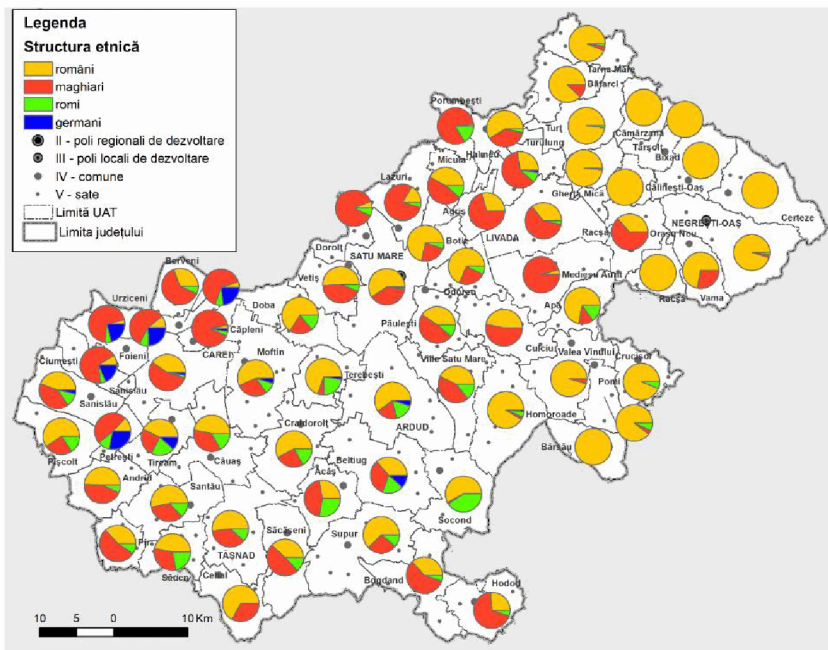 Legenda
Structura etnică
români
maghiari
romi
germani
II - poli regionali de dezvoltare
III - poli locali de dezvoltare
IV - comune
V - sate
Limită UAT
Limita județului
Tarna Mare
Bătarci
Porumbești
Turț
Cămărzana
Târșolț
Halmeu
Turulung
Bixad
Micula
Gherța Mică
Călinești-Oaș
Lazuri
Agriș
Certeze
NEGREȘTI-OAȘ
LIVADA
Racșa
Orașu Nou
Dorolț
Botiz
SATU MARE
Berveni
Vetiș
Odoreu
Medieșu Aurit
Racșa
Vama
Urziceni
Doba
Apa
Căpleni
Păulești
Foieni
CAREI
Culciu
Valea Vinului
Crucișor
Ciumești
Moftin
Viile Satu Mare
Sanislău
Terebești
Pomi
Sanislău
Homoroade
Craidorolț
ARDUD
Bârsău
Pișcolt
Petrești
Tiream
Căuaș
Beltiug
Andrid
Acâș
Santău
Socond
Săcășeni
Supur
Pir
TĂȘNAD
Săuca
Cehal
Bogdand
Hodod
10 5 0 10 Km